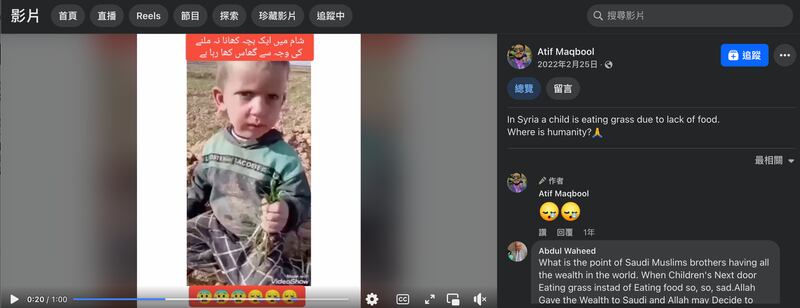 影片
首頁
直播
Reels
節目
探索
珍藏影片
追蹤中
搜尋影片
شام میں ایک بچہ کھانا نہ ملنے
کی وجہ سے گھاس کھا رہا ہے
JACOBE
Made With
VideoShow
0:20 / 1:00
CC
Atif Maqbool
2022年2月25日 ·
追蹤
總覽
留言
In Syria a child is eating grass due to lack of food.
Where is humanity?🙏
最相關
作者
Atif Maqbool
😪😪
讚 回覆 1年
Abdul Waheed
What is the point of Saudi Muslims brothers having all
the wealth in the world. When Children's Next door
Eating grass instad of Eating food so, so, sad.Allah
Gave the Wealth to Saudi and Allah may Decide to